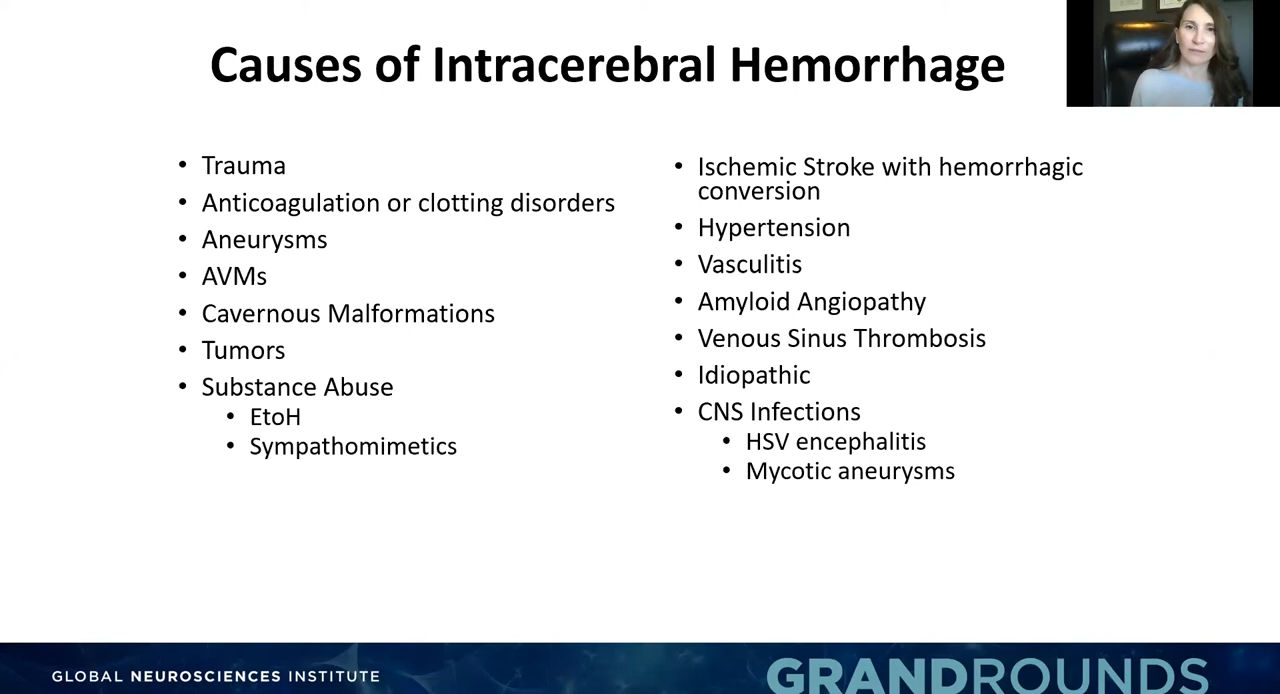 Causes of Intracerebral Hemorrhage
• Trauma
• Anticoagulation or clotting disorders
• Aneurysms
• AVMs
• Cavernous Malformations
• Tumors
• Substance Abuse
• EtoH
• Sympathomimetics
• Ischemic Stroke with hemorrhagic
conversion
• Hypertension
• Vasculitis
• Amyloid Angiopathy
• Venous Sinus Thrombosis
• Idiopathic
• CNS Infections
• HSV encephalitis
• Mycotic aneurysms
GLOBAL NEUROSCIENCES INSTITUTE
GRANDROUNDS